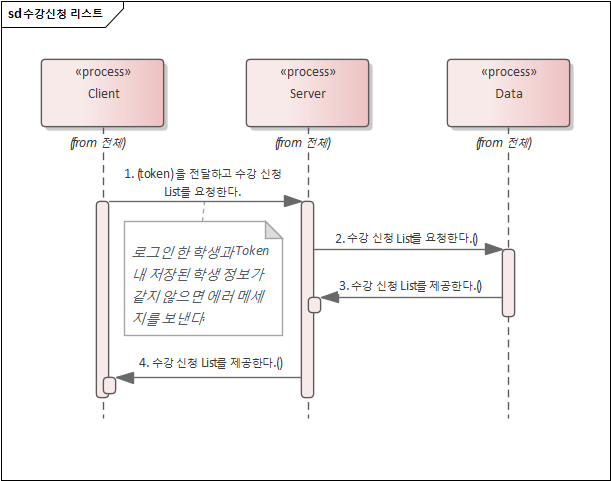 sd 수강신청 리스트
«process»
Client
«process»
Server
«process»
Data
(from 전체)
(from 전체)
(from 전체)
1. (token)을 전달하고 수강 신청
List를 요청한다.
로그인 한 학생과Token
내 저장된 학생 정보가
같지 않으면 에러 메세
지를 보낸다.
2. 수강 신청 List를 요청한다.()
3. 수강 신청 List를 제공한다.()
4. 수강 신청 List를 제공한다.()